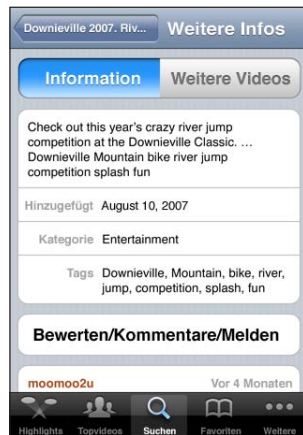 Downieville 2007. Riv... Weitere Infos
Information Weitere Videos
Check out this year's crazy river jump
competition at the Downieville Classic. ...
Downieville Mountain bike river jump
competition splash fun
Hinzugefügt August 10, 2007
Kategorie Entertainment
Tags Downieville, Mountain, bike, river,
jump, competition, splash, fun
Bewerten/Kommentare/Melden
moomoo2u Vor 4 Monaten
Highlights Topvideos Suchen Favoriten Weitere